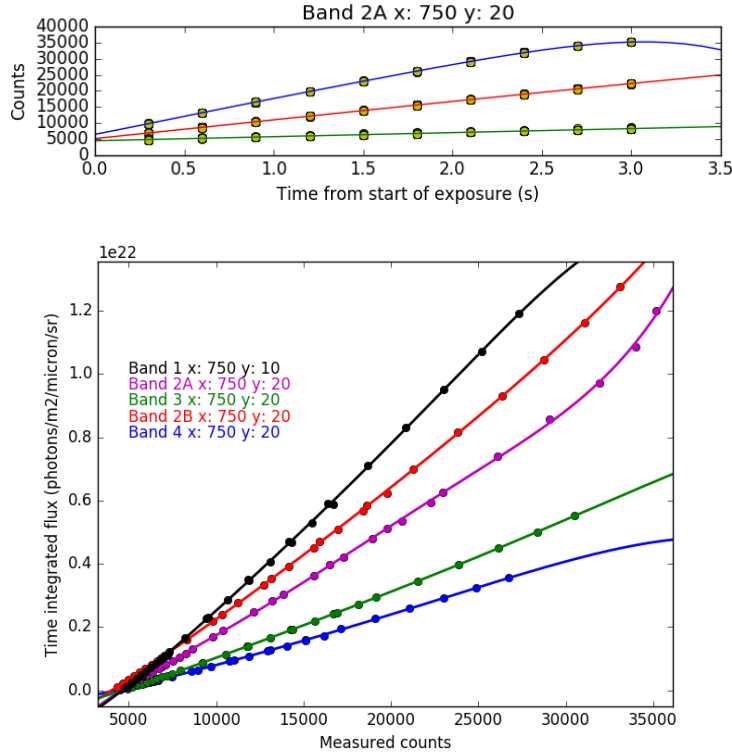 Band 2A x: 750 y: 20
40000
35000
30000
25000
20000
15000
10000
5000
0
Counts
0.0 0.5 1.0 1.5 2.0 2.5 3.0 3.5
Time from start of exposure (s)
1e22
1.2
1.0
0.8
0.6
0.4
0.2
0.0
Time integrated flux (photons/m2/micron/sr)
Band 1 x: 750 y: 10
Band 2A x: 750 y: 20
Band 3 x: 750 y: 20
Band 2B x: 750 y: 20
Band 4 x: 750 y: 20
5000 10000 15000 20000 25000 30000 35000
Measured counts